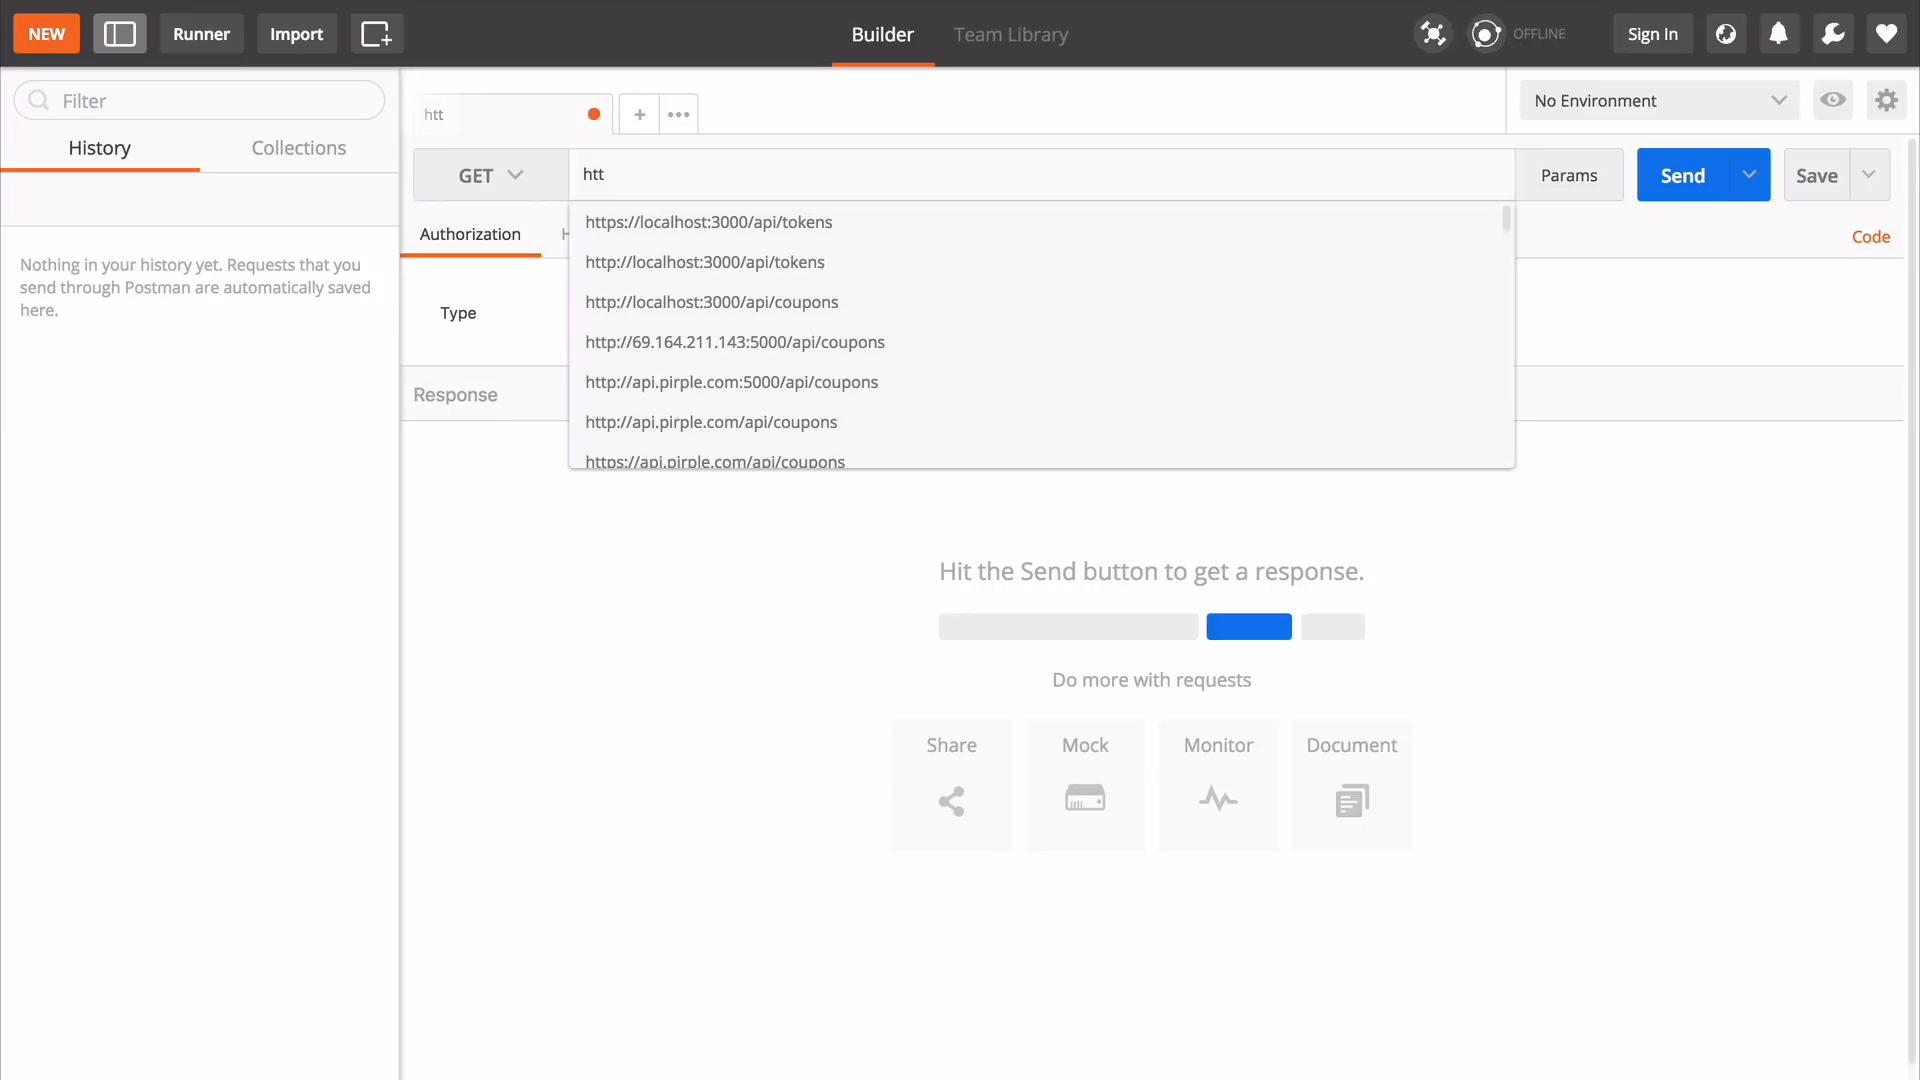 NEW
Runner
Import
Builder
Team Library
OFFLINE
Sign In
Filter
History
Collections
Nothing in your history yet. Requests that you
send through Postman are automatically saved
here.
htt
No Environment
GET
htt
Params
Send
Save
https://localhost:3000/api/tokens
http://localhost:3000/api/tokens
http://localhost:3000/api/coupons
http://69.164.211.143:5000/api/coupons
http://api.pirple.com:5000/api/coupons
http://api.pirple.com/api/coupons
https://api.pirple.com/api/coupons
Authorization
H
Code
Type
Response
Hit the Send button to get a response.
Do more with requests
Share
Mock
Monitor
Document